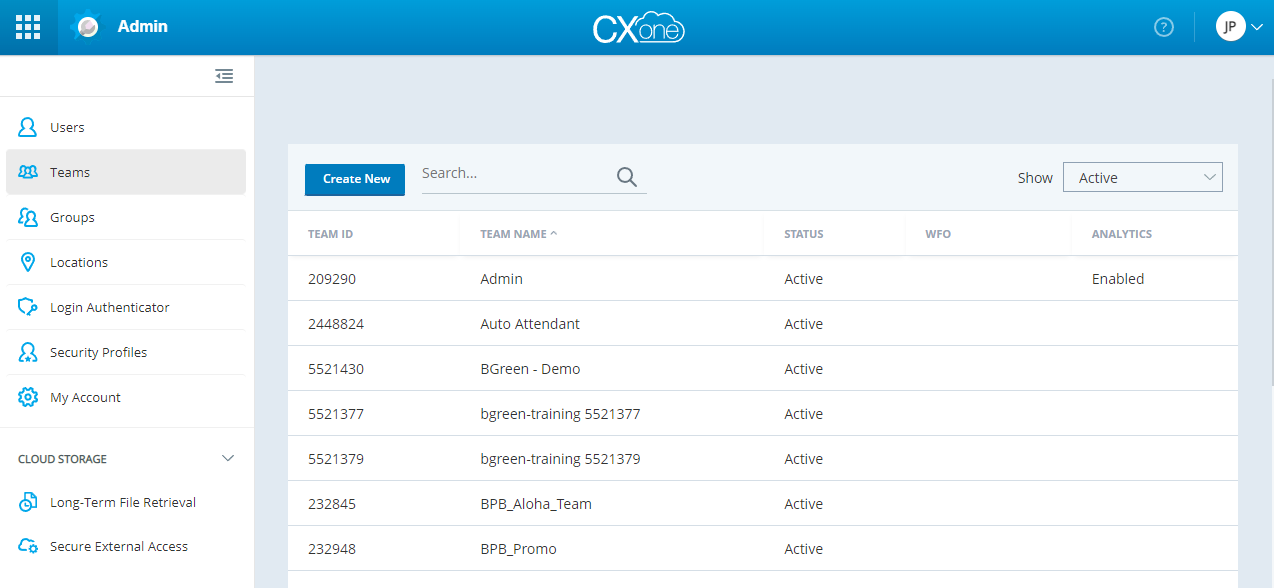 Admin
CXone
?
JP
Users
Teams
Groups
Locations
Login Authenticator
Security Profiles
My Account
CLOUD STORAGE
Long-Term File Retrieval
Secure External Access
Create New Search... Show Active
TEAM ID TEAM NAME STATUS WFO ANALYTICS
209290 Admin Active Enabled
2448824 Auto Attendant Active
5521430 BGreen - Demo Active
5521377 bgreen-training 5521377 Active
5521379 bgreen-training 5521379 Active
232845 BPB_Aloha_Team Active
232948 BPB_Promo Active